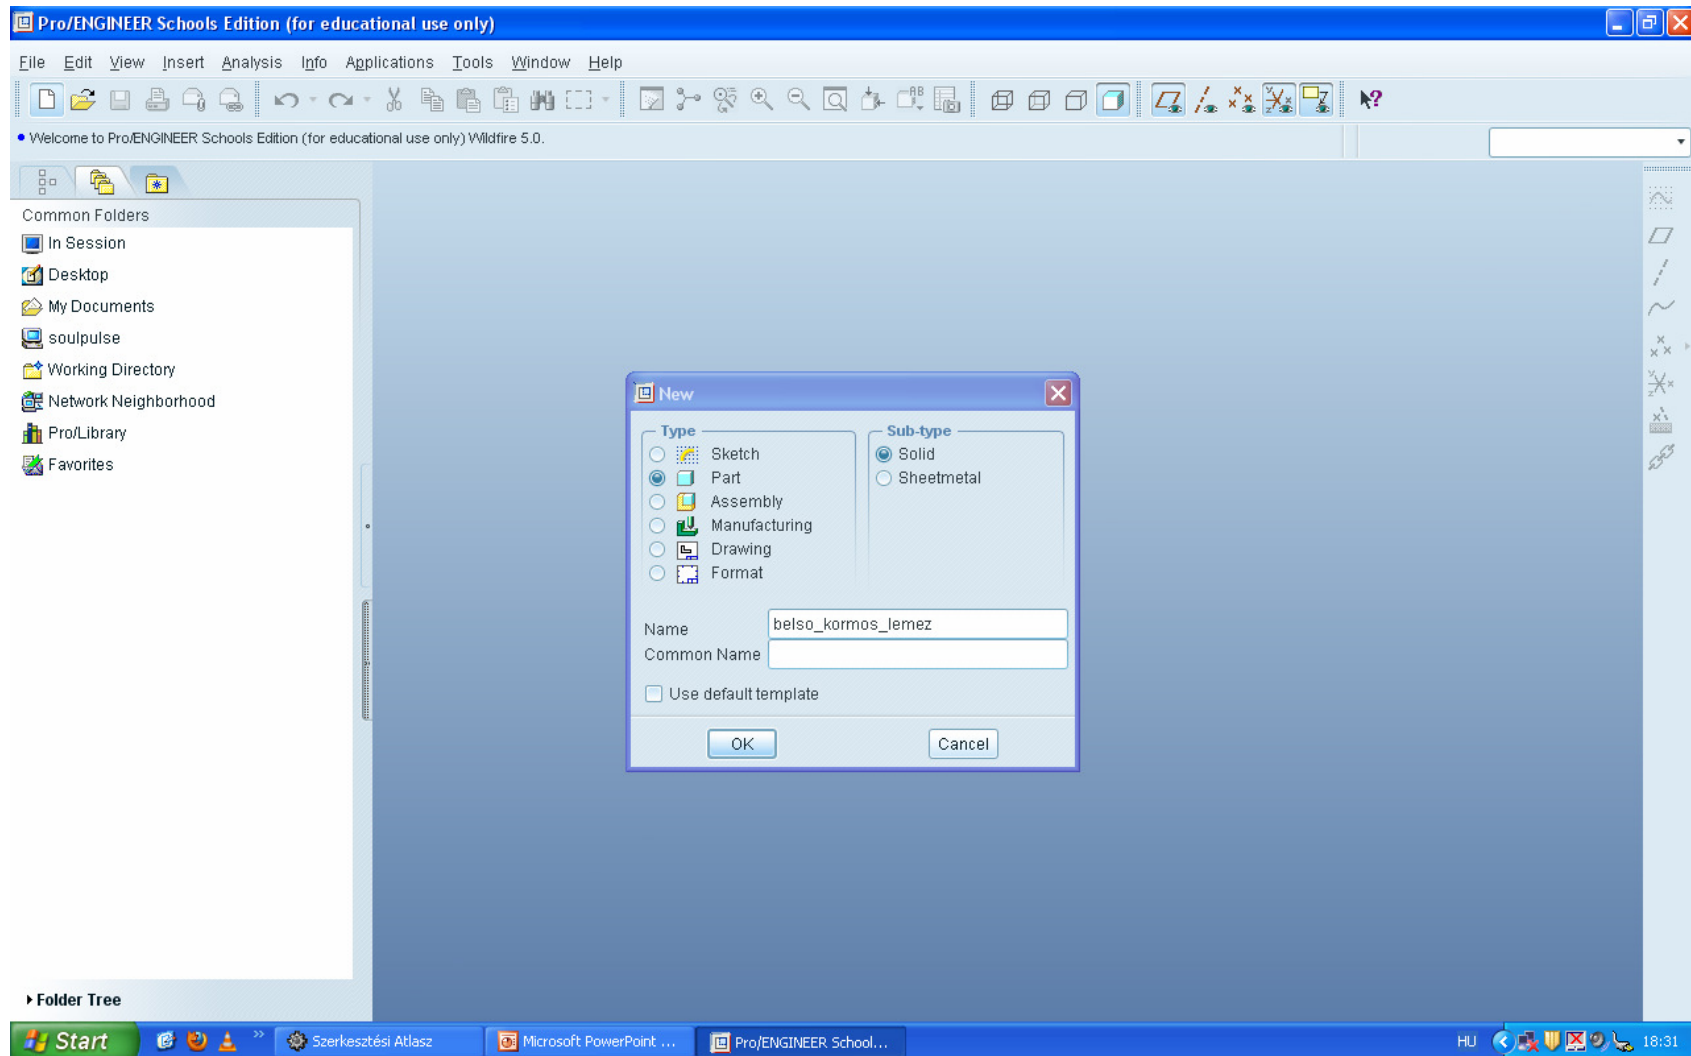 Pro/ENGINEER Schools Edition (for educational use only)
File Edit View Insert Analysis Info Applications Tools Window Help
Welcome to Pro/ENGINEER Schools Edition (for educational use only) Wildfire 5.0.
Common Folders
In Session
Desktop
My Documents
soulpulse
Working Directory
Network Neighborhood
Pro/Library
Favorites
Folder Tree
New
Type
Sketch
Part
Assembly
Manufacturing
Drawing
Format
Sub-type
Solid
Sheetmetal
Name belso_kormos_lemez
Common Name
Use default template
OK Cancel
Start Szerkesztési Atlasz Microsoft PowerPoint ... Pro/ENGINEER School... HU 18:31